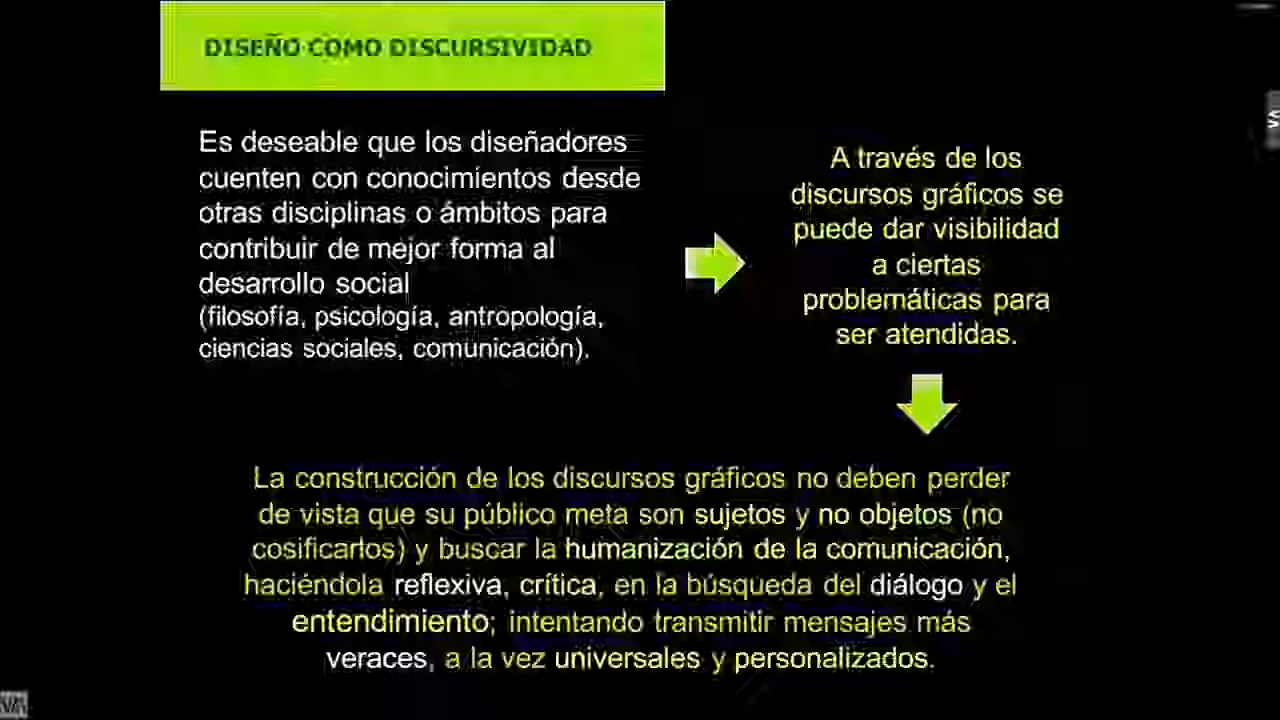 DISEÑO COMO DISCURSIVIDAD
Es deseable que los diseñadores
cuenten con conocimientos desde
otras disciplinas o ámbitos para
contribuir de mejor forma al
desarrollo social
(filosofía, psicología, antropología,
ciencias sociales, comunicación).
A través de los
discursos gráficos se
puede dar visibilidad
a ciertas
problemáticas para
ser atendidas.
La construcción de los discursos gráficos no deben perder
de vista que su público meta son sujetos y no objetos (no
cosificarlos) y buscar la humanización de la comunicación,
haciéndola reflexiva, crítica, en la búsqueda del diálogo y el
entendimiento; intentando transmitir mensajes más
veraces, a la vez universales y personalizados.